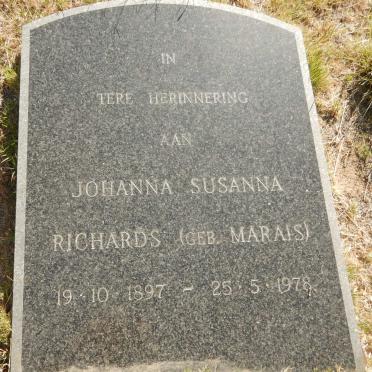 IN
TERE HERINNERING
AAN
JOHANNA SUSANNA
RICHARDS (GEB. MARAIS)
19·10·1897 - 25·5·1978.